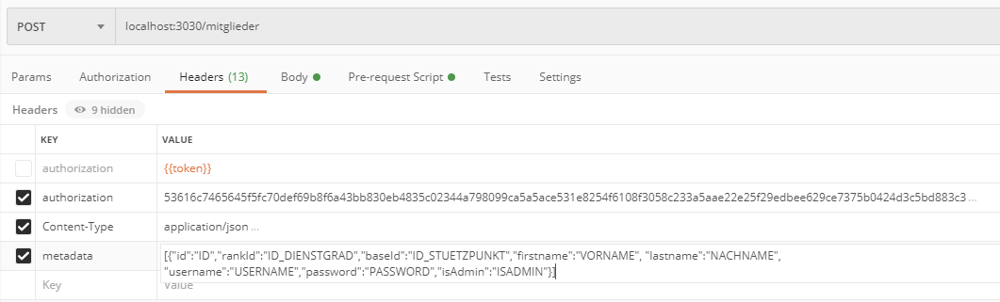 POST localhost:3030/mitglieder
Params Authorization Headers (13) Body Pre-request Script Tests Settings
Headers 9 hidden
KEY VALUE
authorization {{token}}
authorization 53616c7465645f5fc70def69b8f6a43bb830eb4835c02344a798099ca5a5ace531e8254f6108f3058c233a5aae22e25f29edbee629ce7375b0424d3c5bd883c3 ...
Content-Type application/json ...
metadata [{"id":"ID","rankId":"ID_DIENSTGRAD","baseId":"ID_STUETZPUNKT","firstname":"VORNAME", "lastname":"NACHNAME",
"username":"USERNAME","password":"PASSWORD","isAdmin":"ISADMIN"}]
Key Value